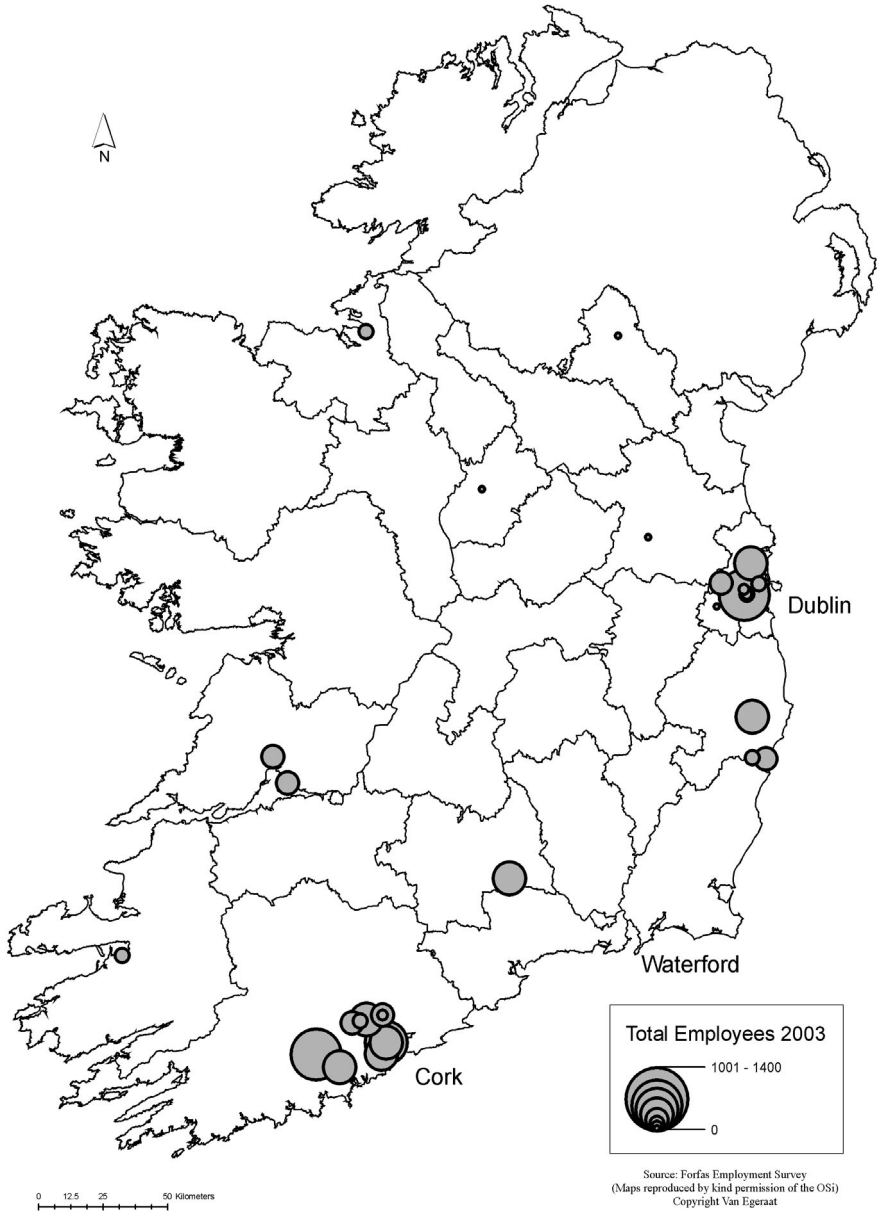 N
Dublin
Waterford
Cork
Total Employees 2003
1001 - 1400
0
Source: Forfas Employment Survey
(Maps reproduced by kind permission of the OSi)
Copyright Van Egeraat
0 12.5 25 50 Kilometers